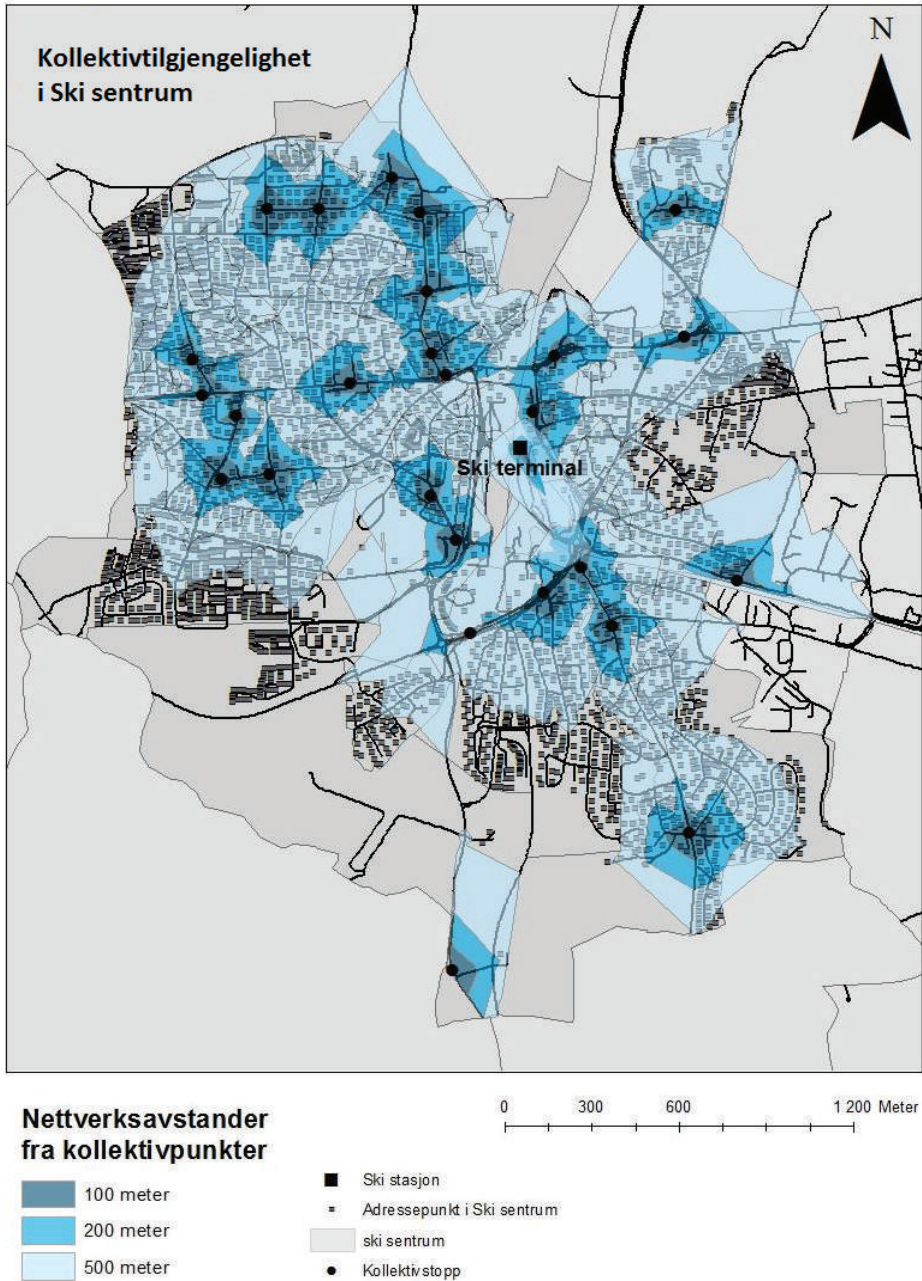 Kollektivtilgjengelighet
i Ski sentrum
N
Ski terminal
Nettverksavstander
fra kollektivpunkter
100 meter
200 meter
500 meter
0 300 600 1 200 Meter
Ski stasjon
Adressepunkt i Ski sentrum
ski sentrum
Kollektivstopp